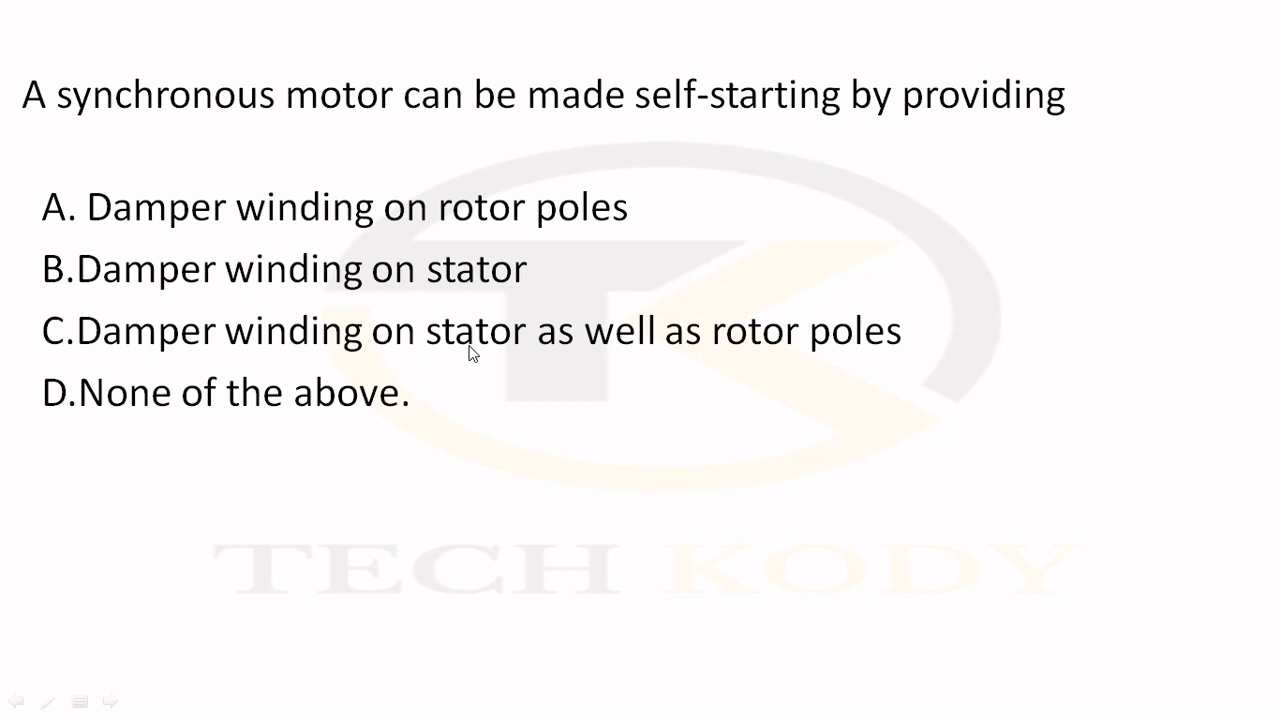 A synchronous motor can be made self-starting by providing
A. Damper winding on rotor poles
B.Damper winding on stator
C.Damper winding on stator as well as rotor poles
D.None of the above.
TECH KODY